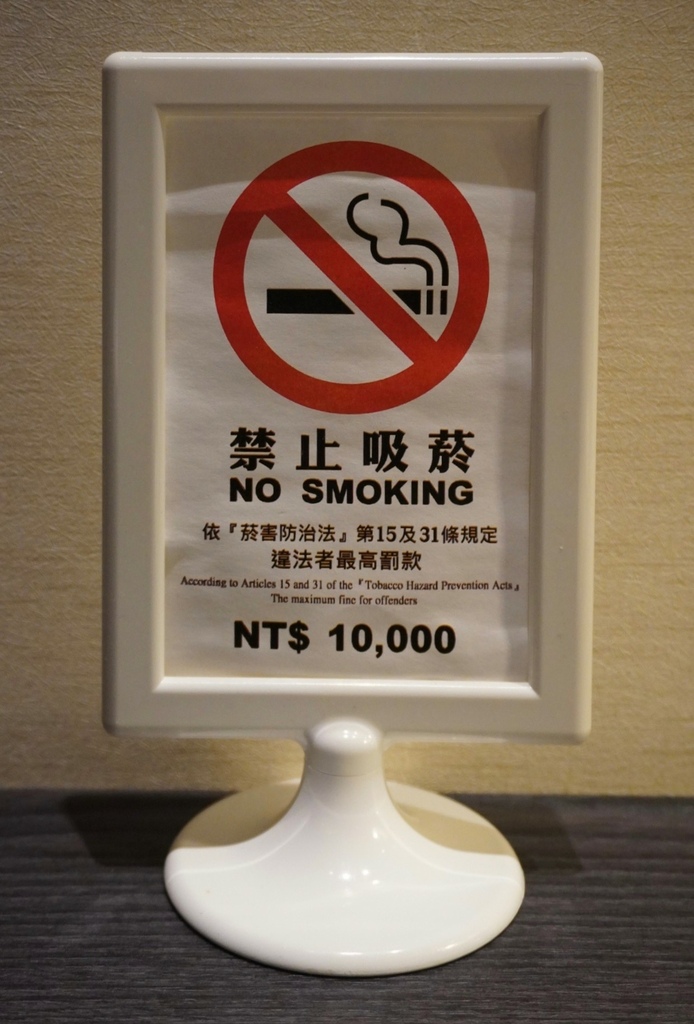 禁止吸菸
NO SMOKING
依『菸害防治法』第15及31條規定
違法者最高罰款
According to Articles 15 and 31 of the『Tobacco Hazard Prevention Acts』
The maximum fine for offenders
NT$ 10,000